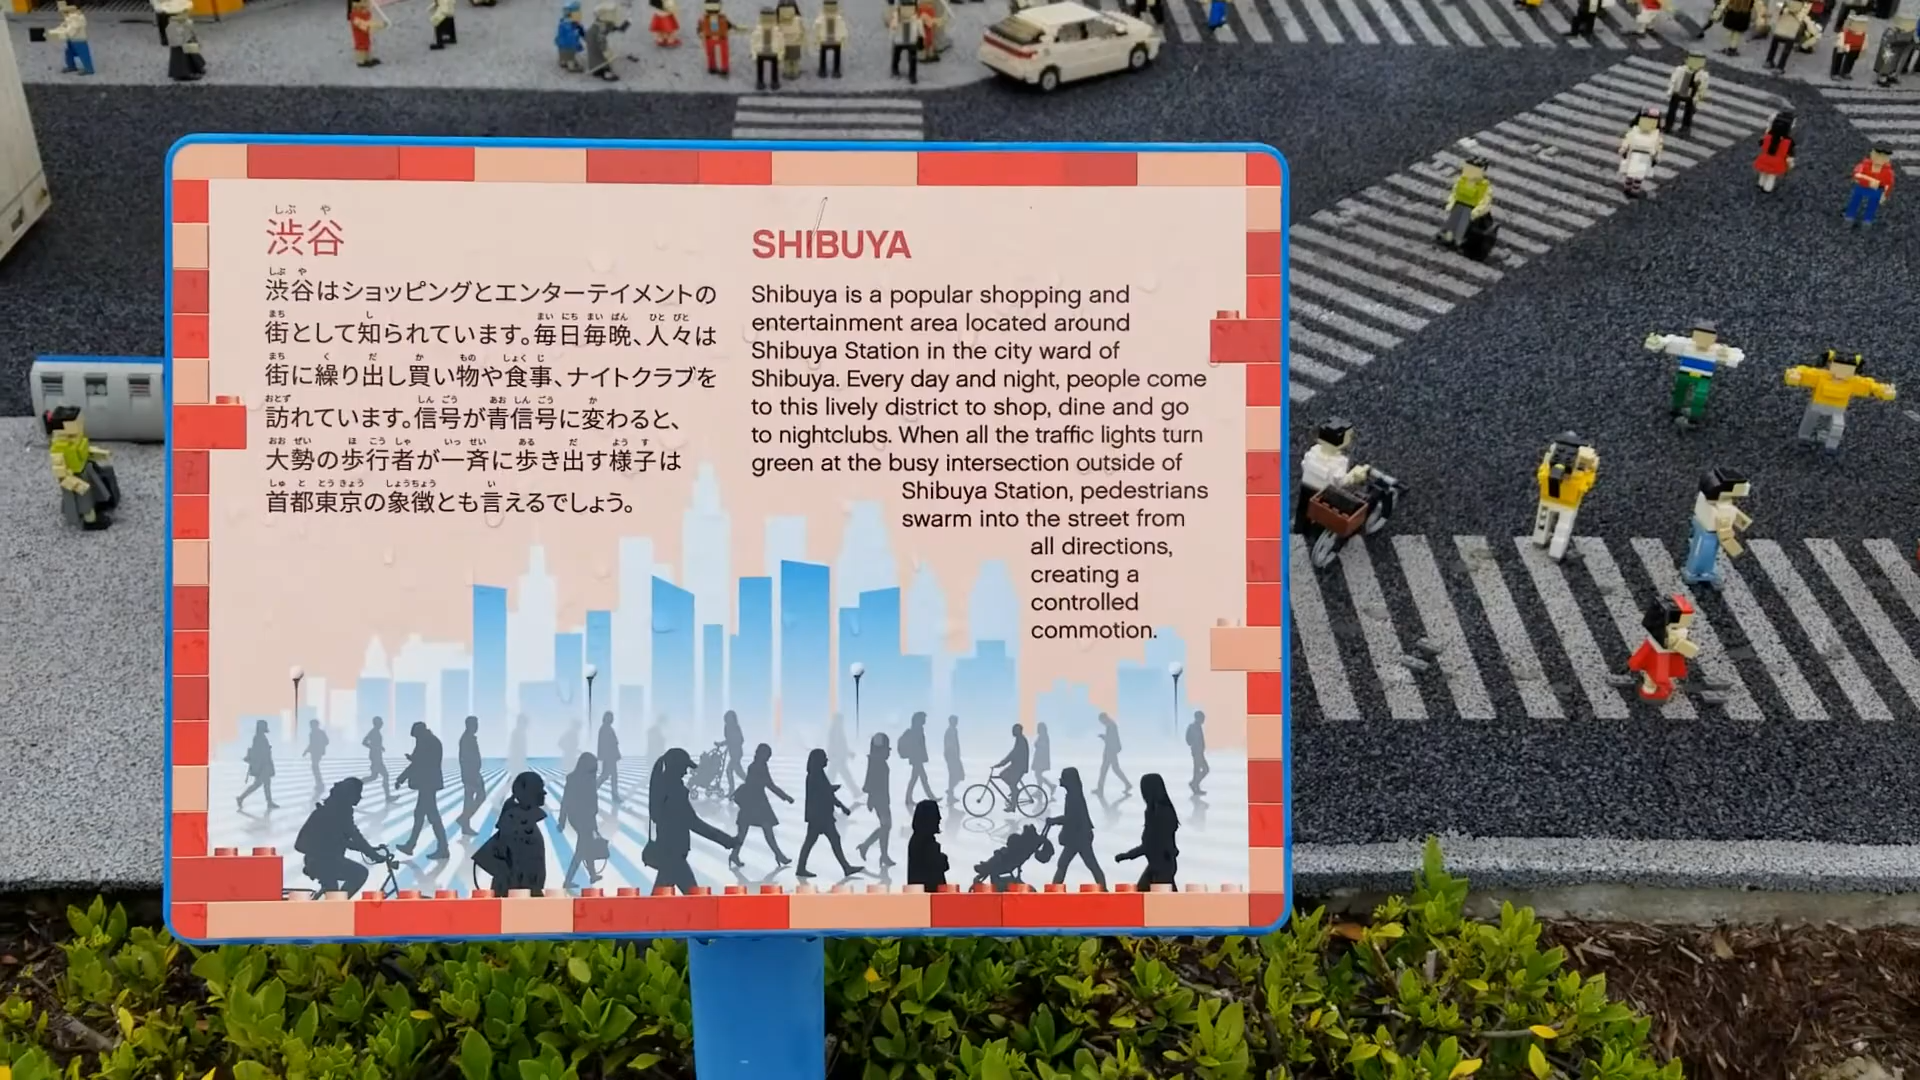 しぶ や
渋谷
しぶ や
渋谷はショッピングとエンターテイメントの
まち し まい にち まい ばん ひと びと
街として知られています。毎日毎晩、人々は
まち く だ か もの しょく じ
街に繰り出し買い物や食事、ナイトクラブを
おとず しん ごう あお しん ごう か
訪れています。信号が青信号に変わると、
おお ぜい ほ こう しゃ いっ せい ある だ よう す
大勢の歩行者が一斉に歩き出す様子は
しゅ と とう きょう しょうちょう い
首都東京の象徴とも言えるでしょう。
SHIBUYA
Shibuya is a popular shopping and
entertainment area located around
Shibuya Station in the city ward of
Shibuya. Every day and night, people come
to this lively district to shop, dine and go
to nightclubs. When all the traffic lights turn
green at the busy intersection outside of
Shibuya Station, pedestrians
swarm into the street from
all directions,
creating a
controlled
commotion.